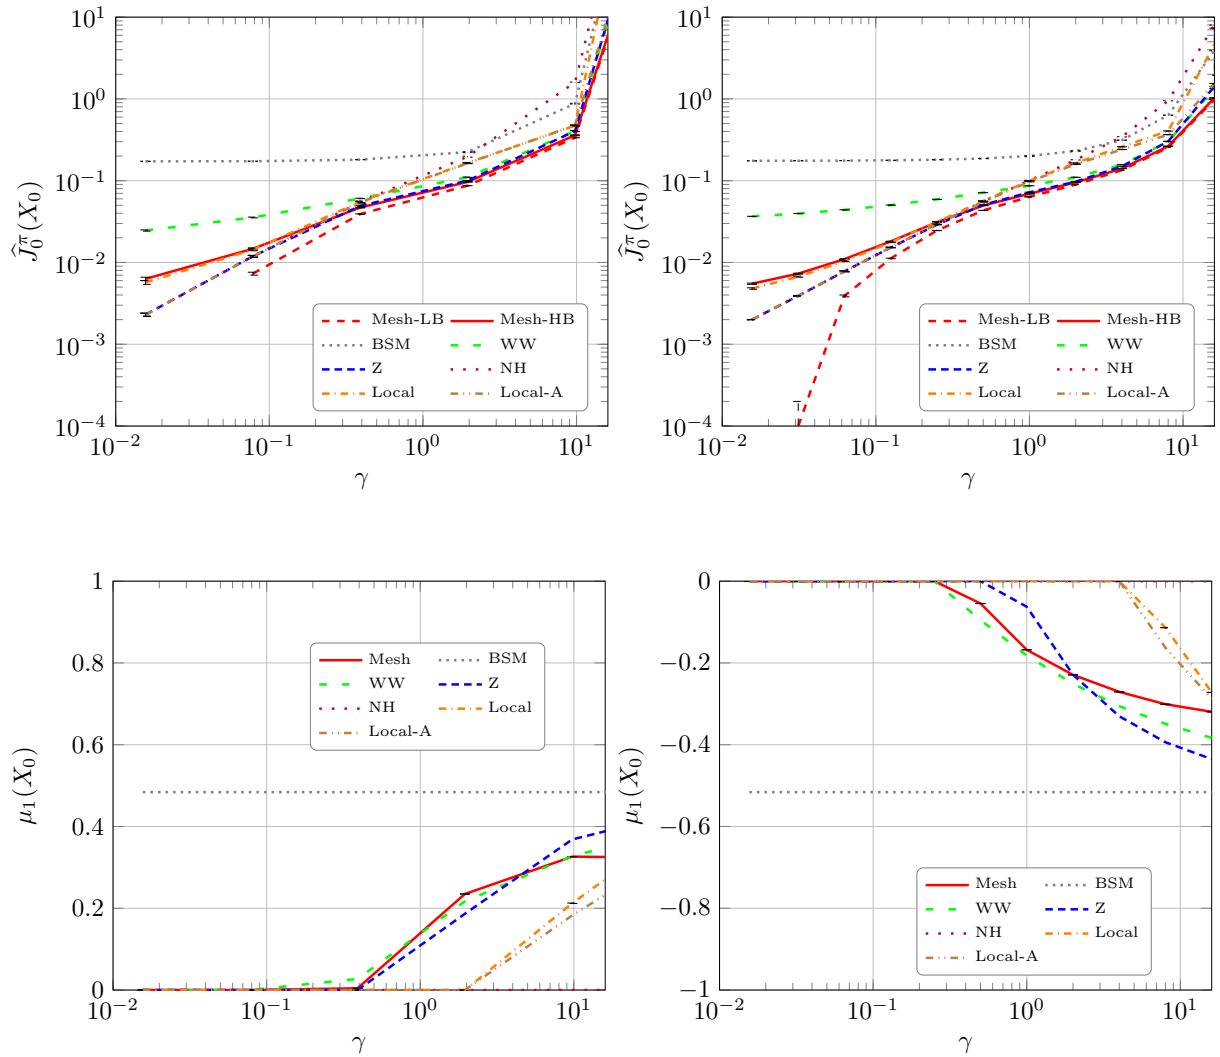 10^1
10^0
10^−1
10^−2
10^−3
10^−4
Ĵ_0^π(X_0)
Mesh-LB Mesh-HB
BSM WW
Z NH
Local Local-A
10^−2 10^−1 10^0 10^1
γ
10^1
10^0
10^−1
10^−2
10^−3
10^−4
Ĵ_0^π(X_0)
Mesh-LB Mesh-HB
BSM WW
Z NH
Local Local-A
10^−2 10^−1 10^0 10^1
γ
1
0.8
0.6
0.4
0.2
0
μ_1(X_0)
Mesh BSM
WW Z
NH Local
Local-A
10^−2 10^−1 10^0 10^1
γ
0
−0.2
−0.4
−0.6
−0.8
−1
μ_1(X_0)
Mesh BSM
WW Z
NH Local
Local-A
10^−2 10^−1 10^0 10^1
γ